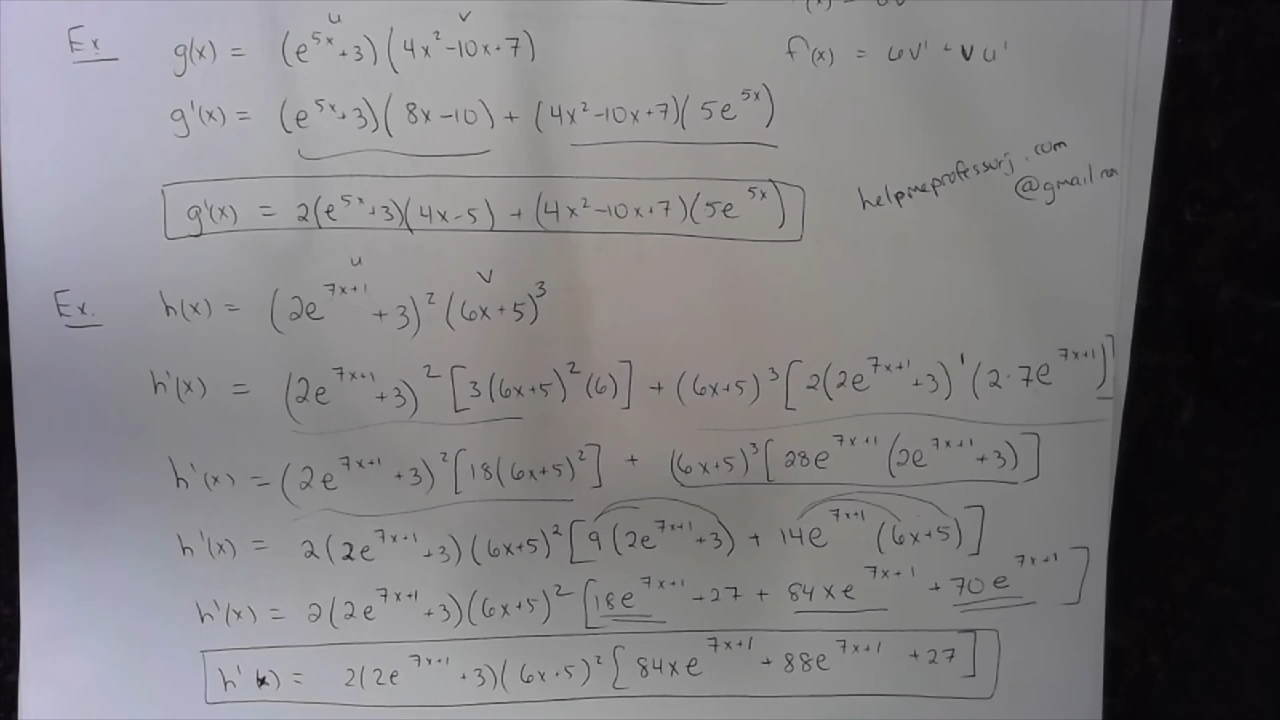 u v
Ex g(x) = (e^{5x}+3)(4x²-10x+7)
f'(x) = uv' + vu'
g'(x) = (e^{5x}+3)(8x-10) + (4x²-10x+7)(5e^{5x})
helpmeprofessorj.com
@gmail.com
g'(x) = 2(e^{5x}+3)(4x-5) + (4x²-10x+7)(5e^{5x})
u v
Ex. h(x) = (2e^{7x+1}+3)²(6x+5)³
h'(x) = (2e^{7x+1}+3)²[3(6x+5)²(6)] + (6x+5)³[2(2e^{7x+1}+3)¹(2·7e^{7x+1})]
h'(x) = (2e^{7x+1}+3)²[18(6x+5)²] + (6x+5)³[28e^{7x+1}(2e^{7x+1}+3)]
h'(x) = 2(2e^{7x+1}+3)(6x+5)²[9(2e^{7x+1}+3) + 14e^{7x+1}(6x+5)]
h'(x) = 2(2e^{7x+1}+3)(6x+5)²[18e^{7x+1}+27 + 84xe^{7x+1} + 70e^{7x+1}]
h'(x) = 2(2e^{7x+1}+3)(6x+5)²[84xe^{7x+1} + 88e^{7x+1} + 27]